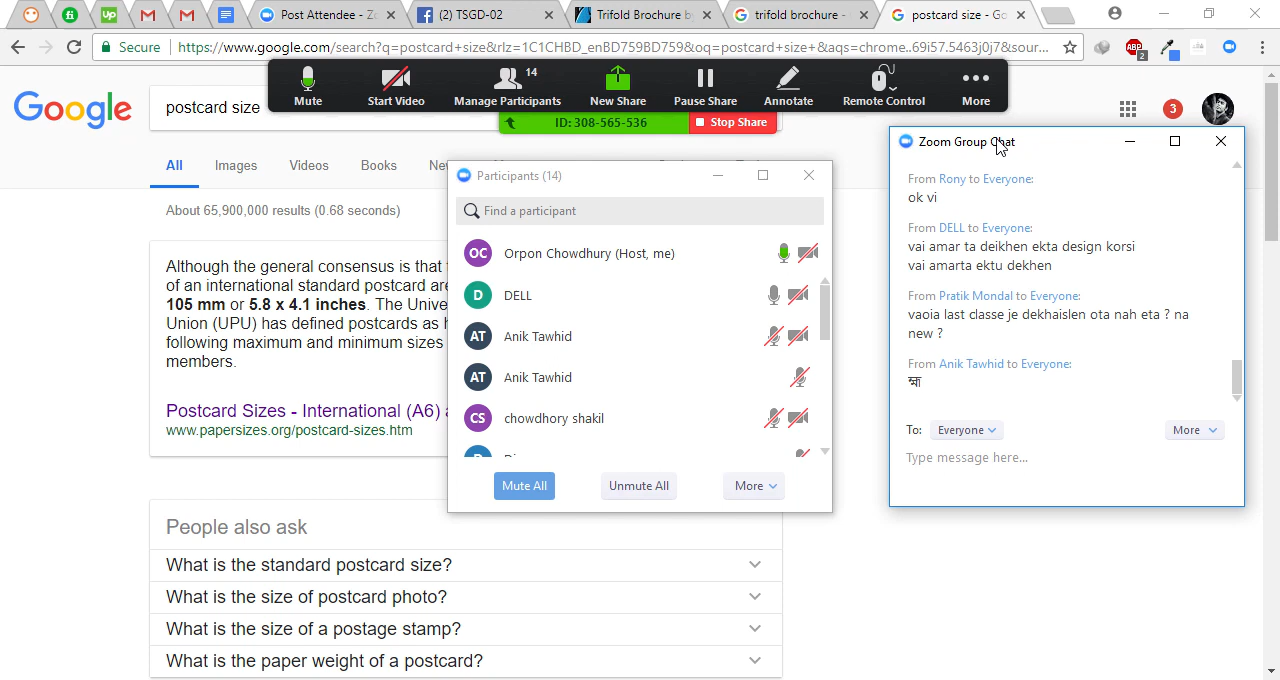 Post Attendee - Zo
(2) TSGD-02
Trifold Brochure b
trifold brochure -
postcard size - Go
Secure
https://www.google.com/search?q=postcard+size+&rlz=1C1CHBD_enBD759BD759&oq=postcard+size+&aqs=chrome..69i57.5463j0j7&sour...
ABP
2
Mute
Start Video
14
Manage Participants
New Share
Pause Share
Annotate
Remote Control
More
ID: 308-565-536
Stop Share
Google
postcard size
3
All
Images
Videos
Books
About 65,900,000 results (0.68 seconds)
Although the general consensus is that
of an international standard postcard are
105 mm or 5.8 x 4.1 inches. The Unive
Union (UPU) has defined postcards as
following maximum and minimum sizes
members.
Postcard Sizes - International (A6)
www.papersizes.org/postcard-sizes.htm
People also ask
What is the standard postcard size?
What is the size of postcard photo?
What is the size of a postage stamp?
What is the paper weight of a postcard?
Participants (14)
Find a participant
OC Orpon Chowdhury (Host, me)
D DELL
AT Anik Tawhid
AT Anik Tawhid
CS chowdhory shakil
Mute All
Unmute All
More
Zoom Group Chat
From Rony to Everyone:
ok vi
From DELL to Everyone:
vai amar ta deikhen ekta design korsi
vai amarta ektu dekhen
From Pratik Mondal to Everyone:
vaoia last classe je dekhaislen ota nah eta ? na
new ?
From Anik Tawhid to Everyone:
To: Everyone
More
Type message here...